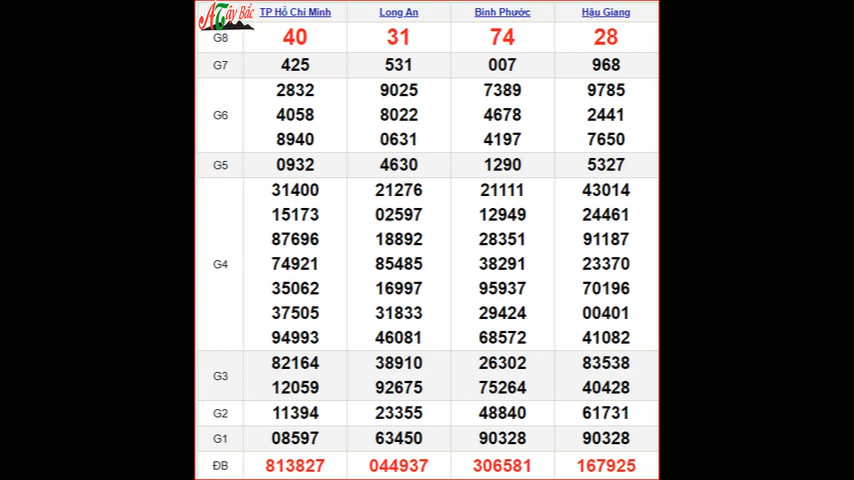 A Tây Bắc
TP Hồ Chí Minh Long An Bình Phước Hậu Giang
G8 40 31 74 28
G7 425 531 007 968
2832 9025 7389 9785
G6 4058 8022 4678 2441
8940 0631 4197 7650
G5 0932 4630 1290 5327
31400 21276 21111 43014
15173 02597 12949 24461
87696 18892 28351 91187
G4 74921 85485 38291 23370
35062 16997 95937 70196
37505 31833 29424 00401
94993 46081 68572 41082
G3 82164 38910 26302 83538
12059 92675 75264 40428
G2 11394 23355 48840 61731
G1 08597 63450 90328 90328
ĐB 813827 044937 306581 167925